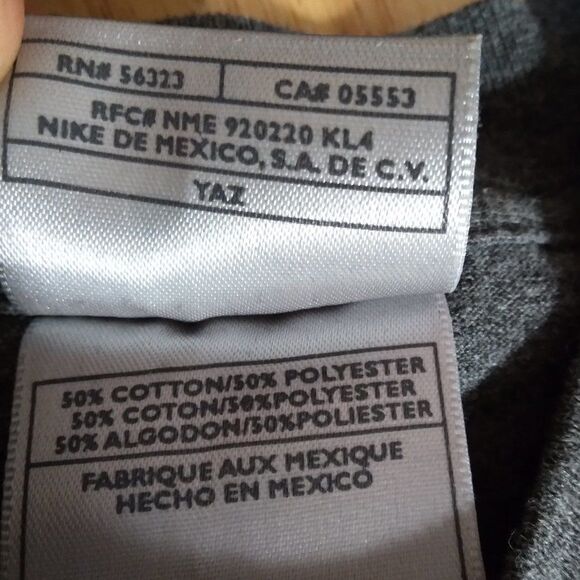 RN# 56323 CA# 05553
RFC# NME 920220 KL4
NIKE DE MEXICO, S.A. DE C.V.
YAZ
50% COTTON/50% POLYESTER
50% COTON/50%POLYESTER
50% ALGODON/50%POLIESTER
FABRIQUE AUX MEXIQUE
HECHO EN MEXICO